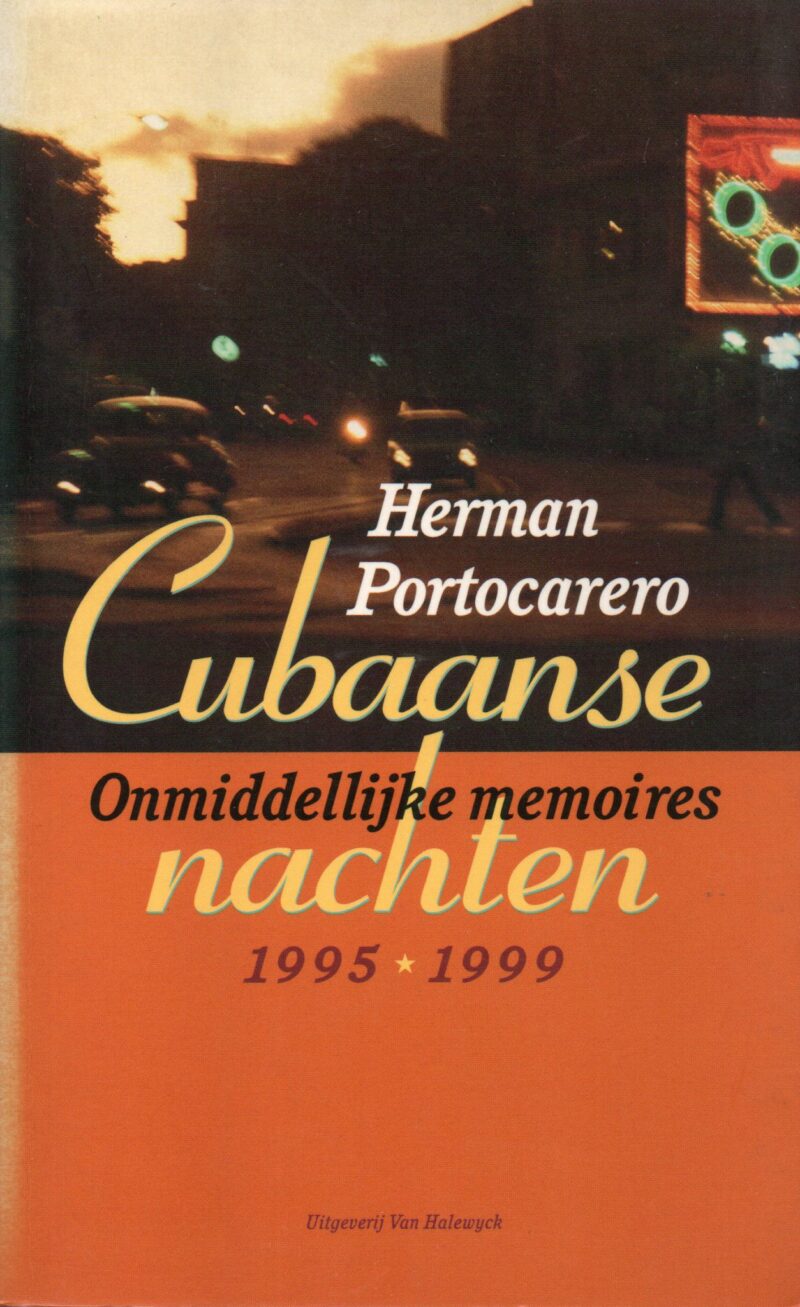 Herman
Portocarero
Cubaanse
Onmiddellijke memoires
nachten
1995 ★ 1999
Uitgeverij Van Halewyck